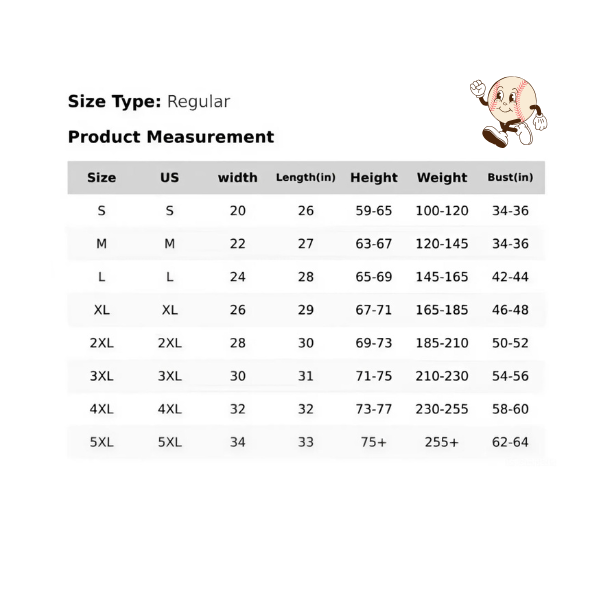 Size Type: Regular
Product Measurement
Size US width Length(in) Height Weight Bust(in)
S S 20 26 59-65 100-120 34-36
M M 22 27 63-67 120-145 34-36
L L 24 28 65-69 145-165 42-44
XL XL 26 29 67-71 165-185 46-48
2XL 2XL 28 30 69-73 185-210 50-52
3XL 3XL 30 31 71-75 210-230 54-56
4XL 4XL 32 32 73-77 230-255 58-60
5XL 5XL 34 33 75+ 255+ 62-64